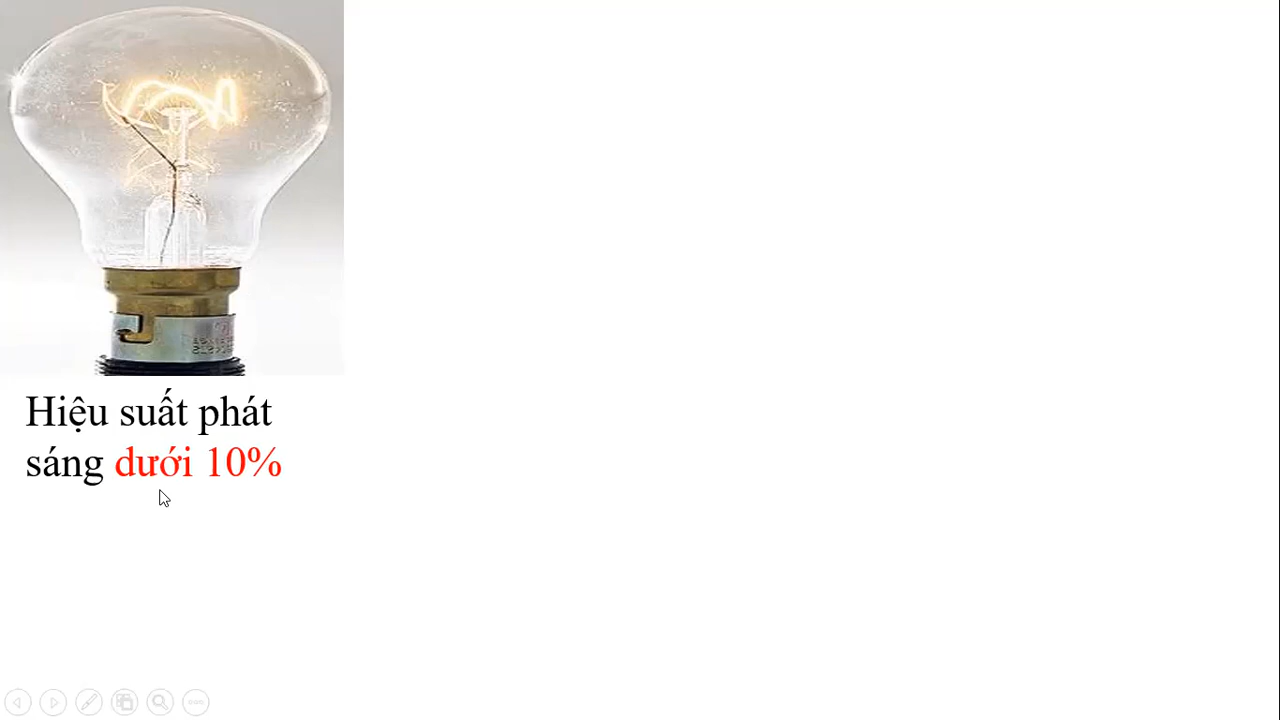 Hiệu suất phát
sáng dưới 10%